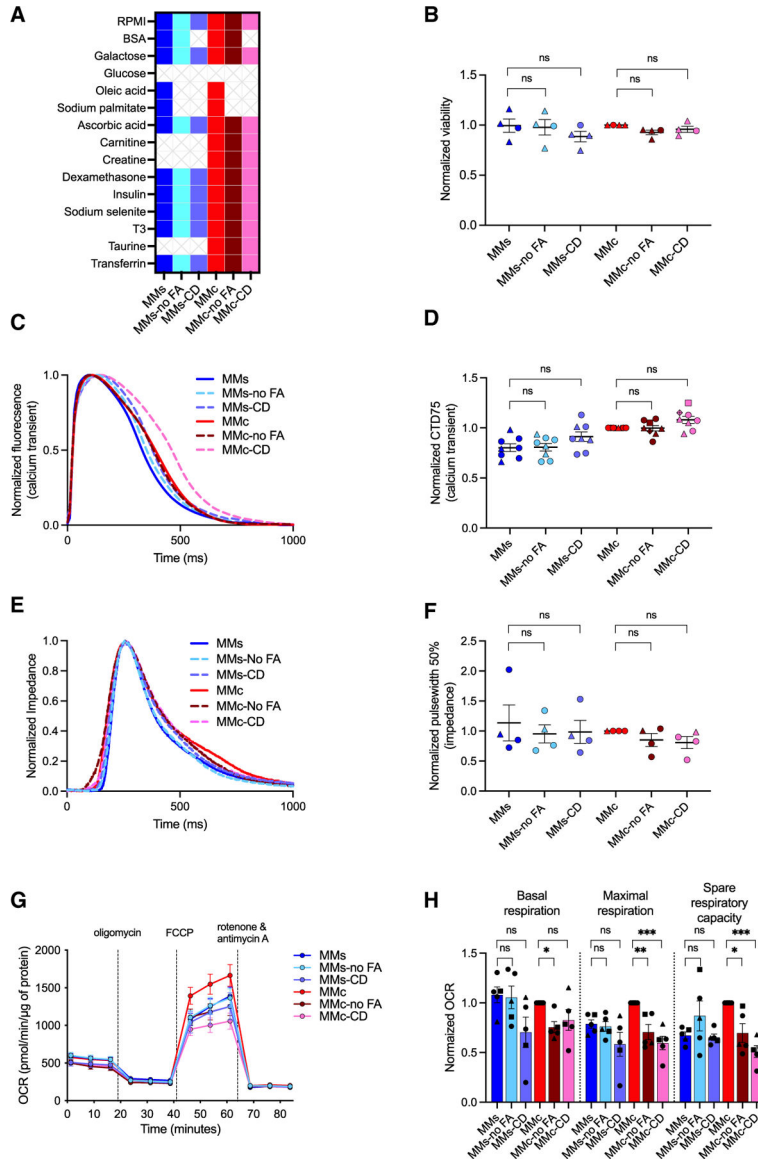 A
RPMI
BSA
Galactose
Glucose
Oleic acid
Sodium palmitate
Ascorbic acid
Carnitine
Creatine
Dexamethasone
Insulin
Sodium selenite
T3
Taurine
Transferrin
MMs
MMs-no FA
MMs-CD
MMc
MMc-no FA
MMc-CD
B
Normalized viability
1.5
1.0
0.5
0.0
ns
ns
ns
ns
MMs
MMs-no FA
MMs-CD
MMc
MMc-no FA
MMc-CD
C
Normalized fluorecsence
(calcium transient)
1.0
0.5
0.0
0
500
1000
Time (ms)
MMs
MMs-no FA
MMs-CD
MMc
MMc-no FA
MMc-CD
D
Normalized CTD75
(calcium transient)
1.5
1.0
0.5
0.0
ns
ns
ns
ns
MMs
MMs-no FA
MMs-CD
MMc
MMc-no FA
MMc-CD
E
Normalized Impedance
1.0
0.8
0.6
0.4
0.2
0.0
0
500
1000
Time (ms)
MMs
MMs-No FA
MMs-CD
MMc
MMc-No FA
MMc-CD
F
Normalized pulsewidth 50%
(impedance)
2.5
2.0
1.5
1.0
0.5
0.0
ns
ns
ns
ns
MMs
MMs-no FA
MMs-CD
MMc
MMc-no FA
MMc-CD
G
oligomycin
FCCP
rotenone &
antimycin A
OCR (pmol/min/µg of protein)
2000
1500
1000
500
0
0
10
20
30
40
50
60
70
80
Time (minutes)
MMs
MMs-no FA
MMs-CD
MMc
MMc-no FA
MMc-CD
H
Basal
respiration
Maximal
respiration
Spare
respiratory
capacity
Normalized OCR
1.5
1.0
0.5
0.0
ns
ns
ns
*
ns
ns
***
**
ns
ns
***
*
MMs
MMs-no FA
MMs-CD
MMc
MMc-no FA
MMc-CD
MMs
MMs-no FA
MMs-CD
MMc
MMc-no FA
MMc-CD
MMs
MMs-no FA
MMs-CD
MMc
MMc-no FA
MMc-CD